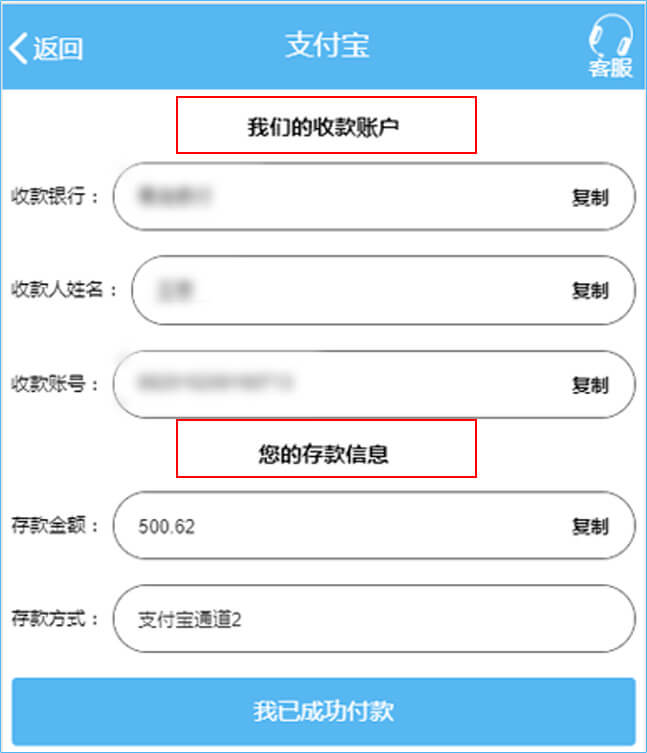 返回 支付宝 客服
我们的收款账户
收款银行： 复制
收款人姓名： 复制
收款账号： 复制
您的存款信息
存款金额： 500.62 复制
存款方式： 支付宝通道2
我已成功付款